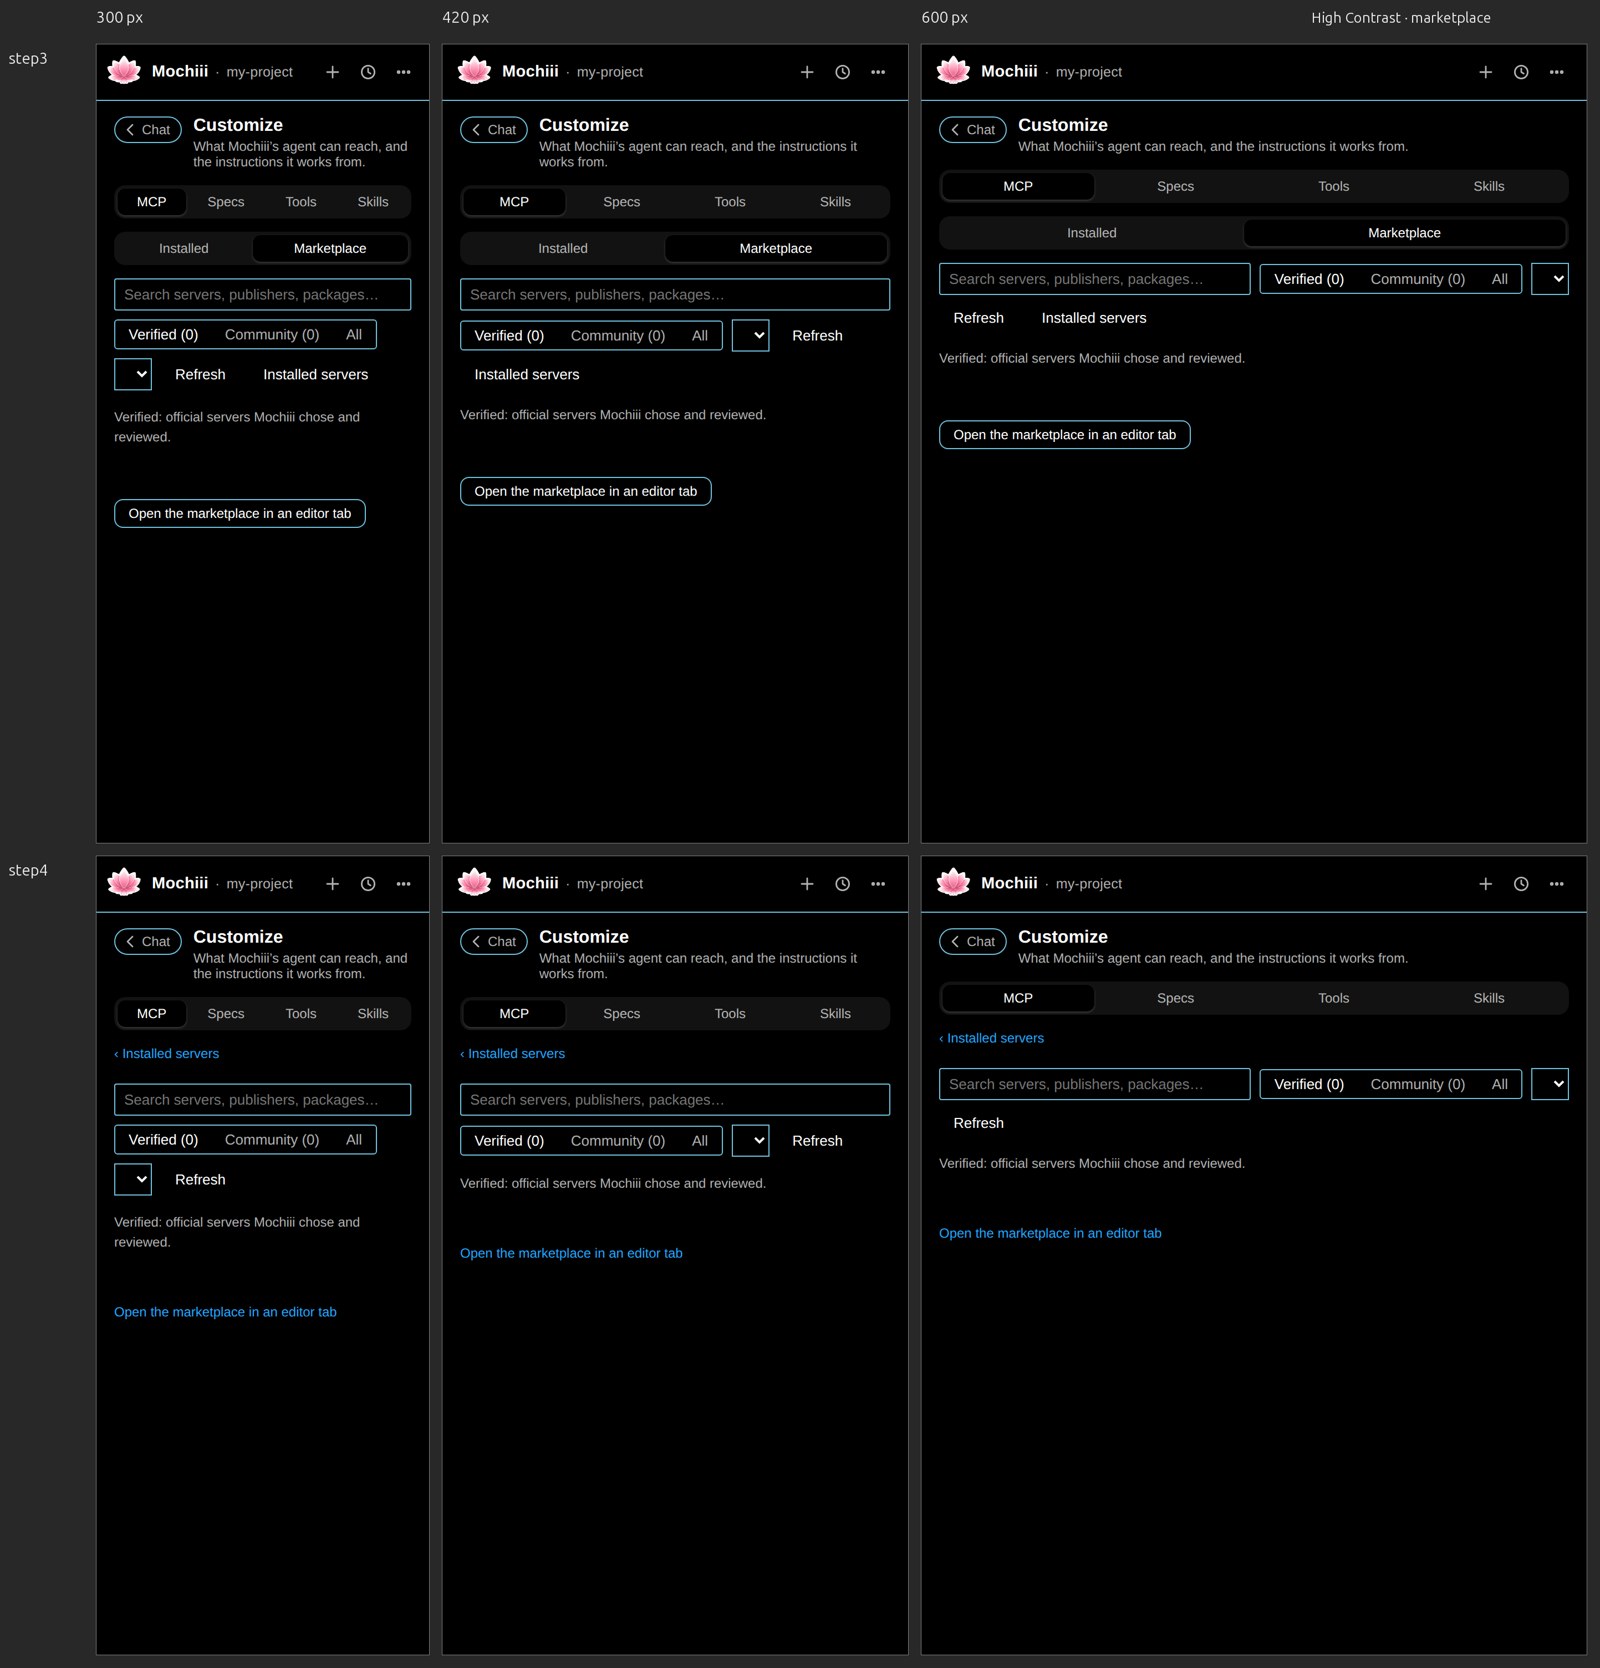 300 px
420 px
600 px
High Contrast · marketplace
step3
Mochiii · my-project
Chat
Customize
What Mochiii's agent can reach, and
the instructions it works from.
MCP Specs Tools Skills
Installed Marketplace
Search servers, publishers, packages…
Verified (0) Community (0) All
Refresh Installed servers
Verified: official servers Mochiii chose and
reviewed.
Open the marketplace in an editor tab
Mochiii · my-project
Chat
Customize
What Mochiii's agent can reach, and the instructions it
works from.
MCP Specs Tools Skills
Installed Marketplace
Search servers, publishers, packages…
Verified (0) Community (0) All Refresh
Installed servers
Verified: official servers Mochiii chose and reviewed.
Open the marketplace in an editor tab
Mochiii · my-project
Chat
Customize
What Mochiii's agent can reach, and the instructions it works from.
MCP Specs Tools Skills
Installed Marketplace
Search servers, publishers, packages… Verified (0) Community (0) All
Refresh Installed servers
Verified: official servers Mochiii chose and reviewed.
Open the marketplace in an editor tab
step4
Mochiii · my-project
Chat
Customize
What Mochiii's agent can reach, and
the instructions it works from.
MCP Specs Tools Skills
‹ Installed servers
Search servers, publishers, packages…
Verified (0) Community (0) All
Refresh
Verified: official servers Mochiii chose and
reviewed.
Open the marketplace in an editor tab
Mochiii · my-project
Chat
Customize
What Mochiii's agent can reach, and the instructions it
works from.
MCP Specs Tools Skills
‹ Installed servers
Search servers, publishers, packages…
Verified (0) Community (0) All Refresh
Verified: official servers Mochiii chose and reviewed.
Open the marketplace in an editor tab
Mochiii · my-project
Chat
Customize
What Mochiii's agent can reach, and the instructions it works from.
MCP Specs Tools Skills
‹ Installed servers
Search servers, publishers, packages… Verified (0) Community (0) All
Refresh
Verified: official servers Mochiii chose and reviewed.
Open the marketplace in an editor tab